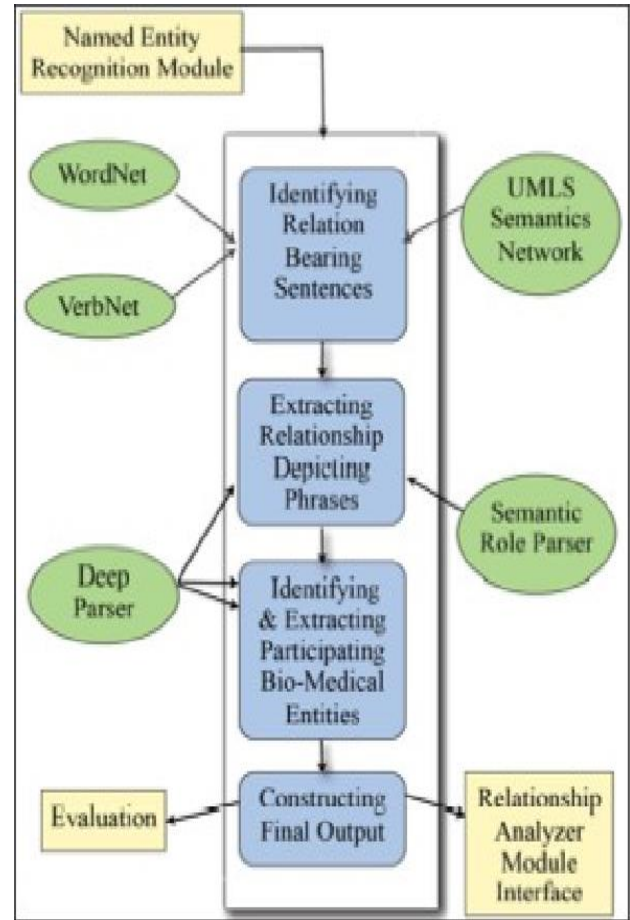 Named Entity
Recognition Module
WordNet
Identifying
Relation
Bearing
Sentences
UMLS
Semantics
Network
VerbNet
Extracting
Relationship
Depicting
Phrases
Semantic
Role Parser
Deep
Parser
Identifying
& Extracting
Participating
Bio-Medical
Entities
Evaluation
Constructing
Final Output
Relationship
Analyzer
Module
Interface